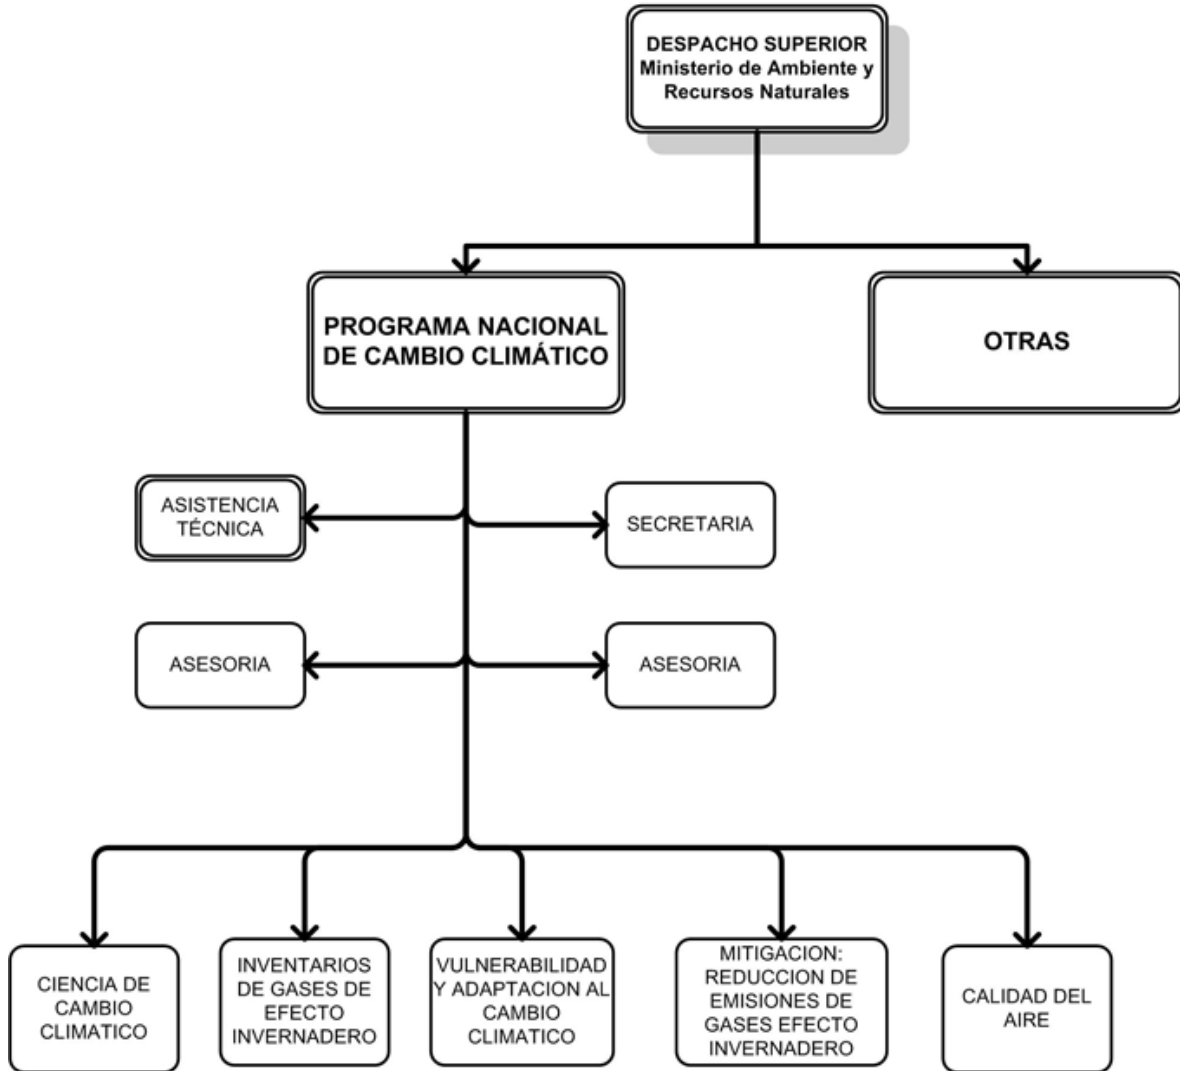 DESPACHO SUPERIOR
Ministerio de Ambiente y
Recursos Naturales
PROGRAMA NACIONAL
DE CAMBIO CLIMÁTICO
OTRAS
ASISTENCIA
TÉCNICA
SECRETARIA
ASESORIA
ASESORIA
CIENCIA DE
CAMBIO
CLIMATICO
INVENTARIOS
DE GASES DE
EFECTO
INVERNADERO
VULNERABILIDAD
Y ADAPTACION AL
CAMBIO
CLIMATICO
MITIGACION:
REDUCCION DE
EMISIONES DE
GASES EFECTO
INVERNADERO
CALIDAD DEL
AIRE